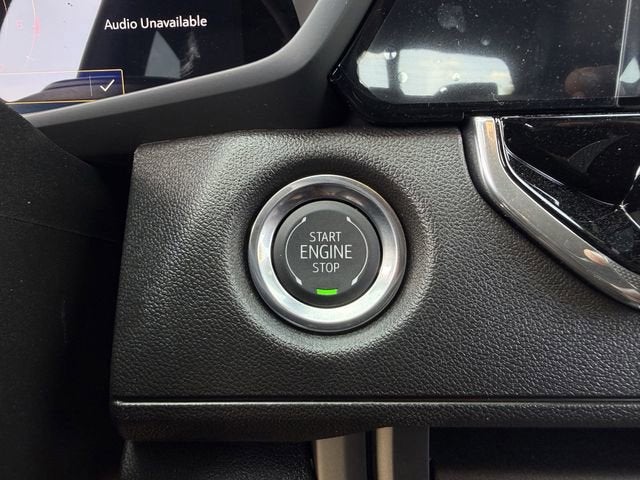 Audio Unavailable
START
ENGINE
STOP